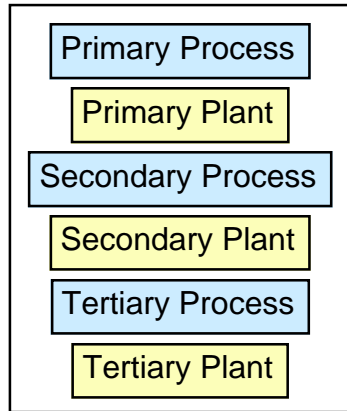 Primary Process
Primary Plant
Secondary Process
Secondary Plant
Tertiary Process
Tertiary Plant